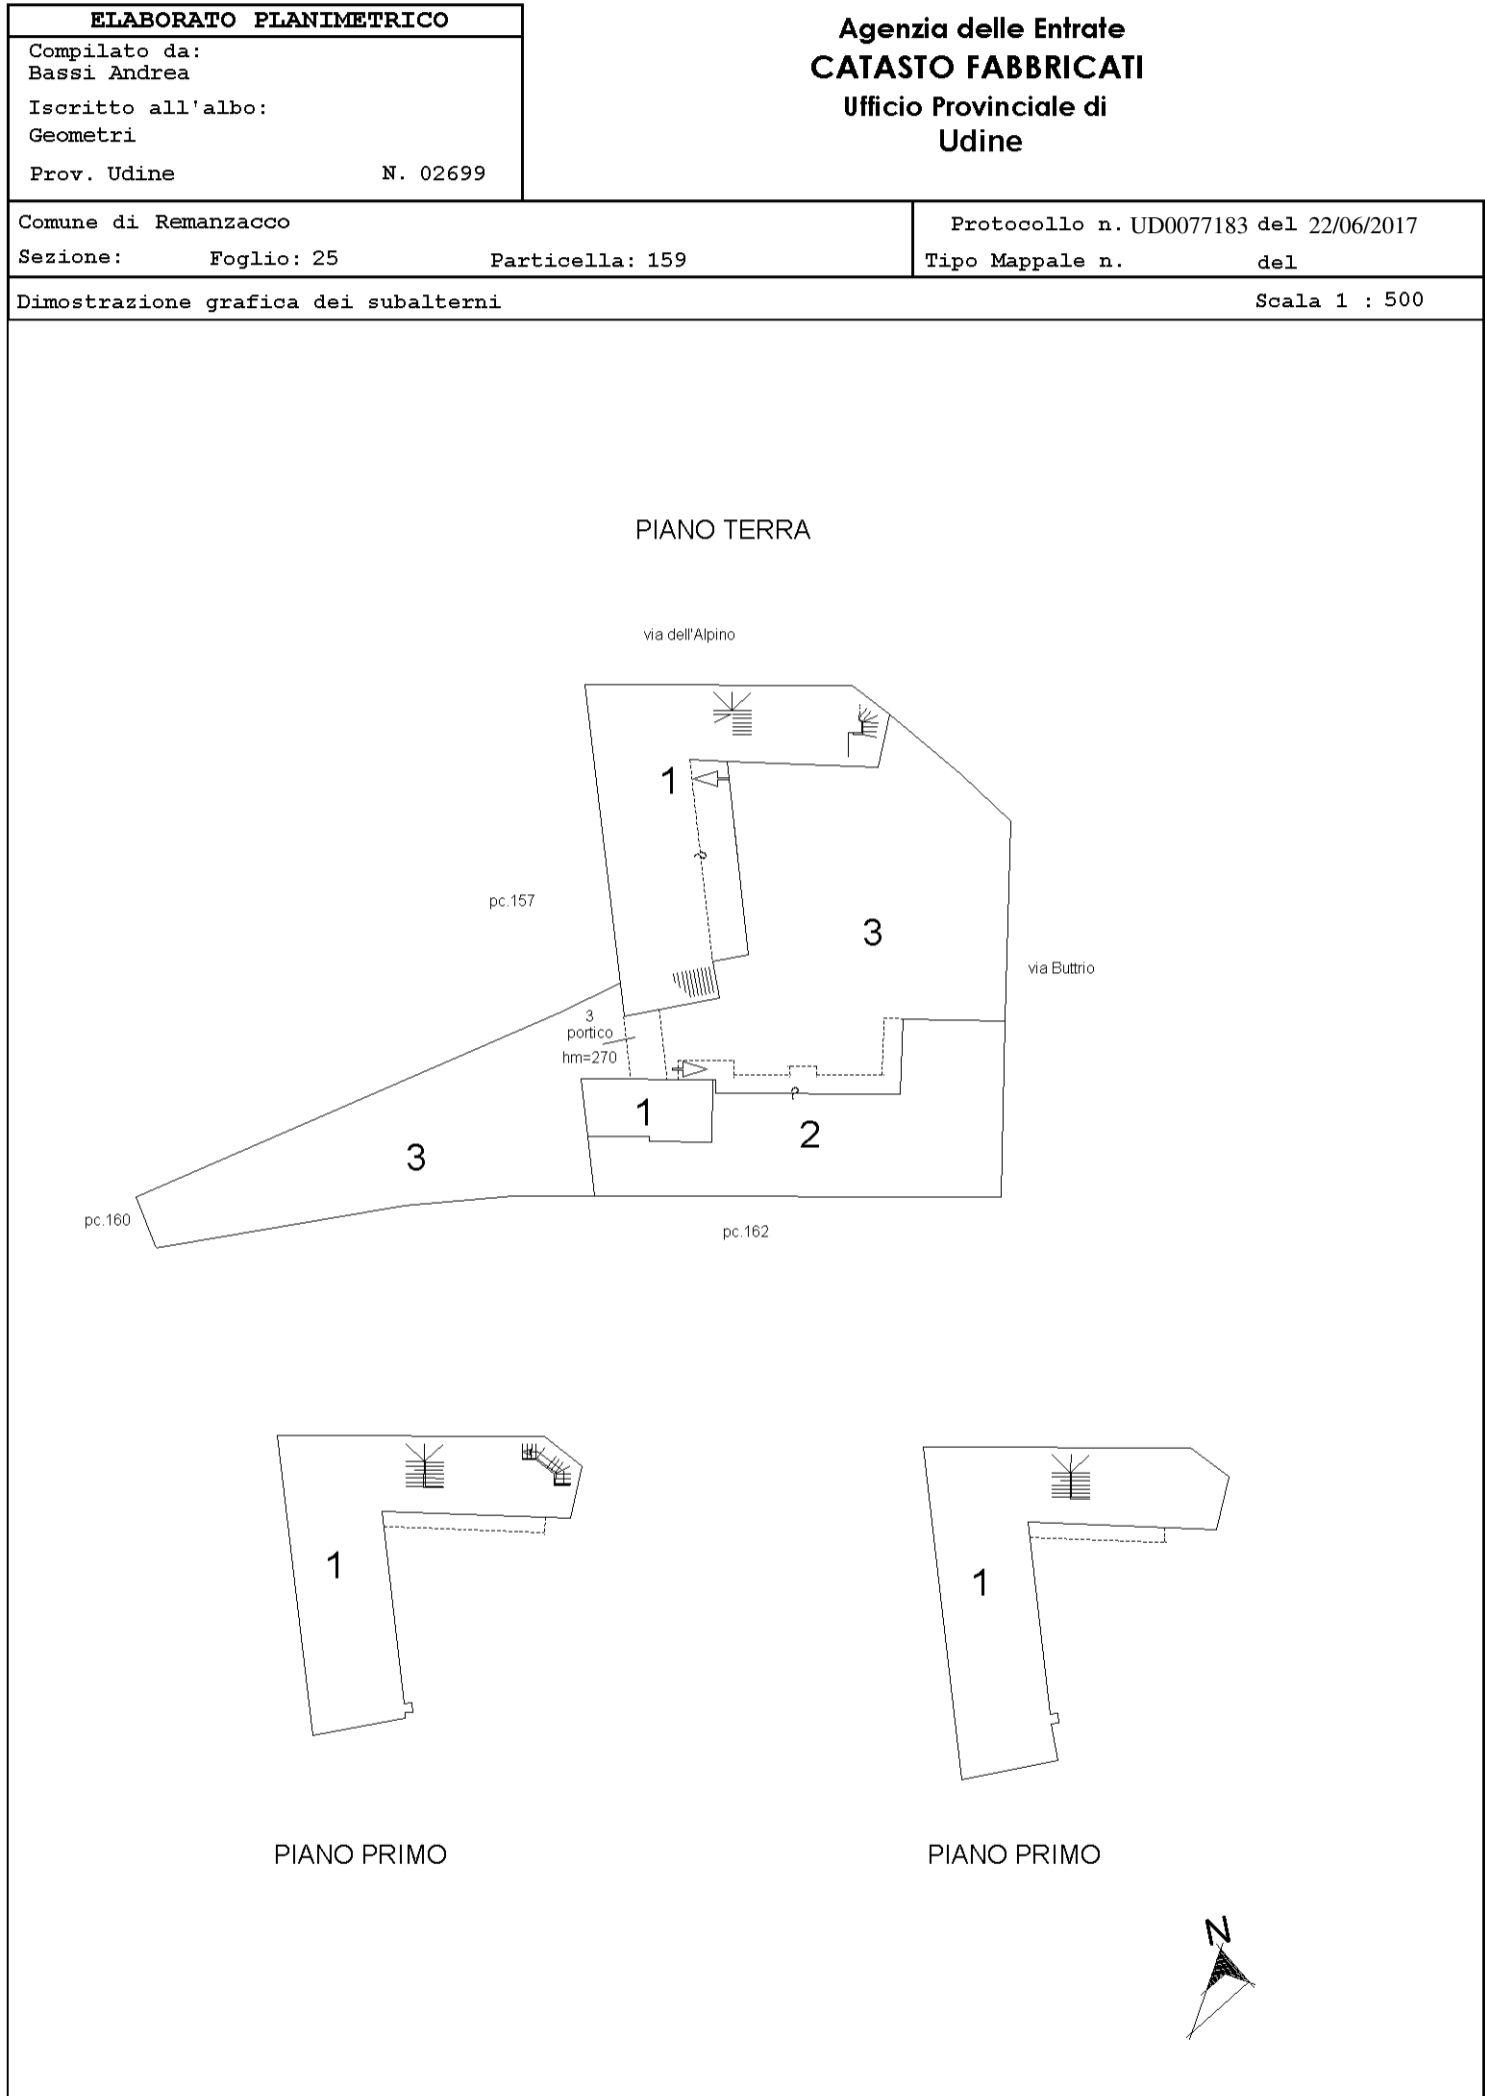 ELABORATO PLANIMETRICO
Compilato da:
Bassi Andrea
Iscritto all'albo:
Geometri
Prov. Udine N. 02699
Agenzia delle Entrate
CATASTO FABBRICATI
Ufficio Provinciale di
Udine
Comune di Remanzacco
Sezione: Foglio: 25 Particella: 159
Protocollo n. UD0077183 del 22/06/2017
Tipo Mappale n. del
Dimostrazione grafica dei subalterni Scala 1 : 500
PIANO TERRA
via dell'Alpino
1
pc.157
3
via Buttrio
3
portico
hm=270
1
2
3
pc.160
pc.162
1
1
PIANO PRIMO
PIANO PRIMO
N